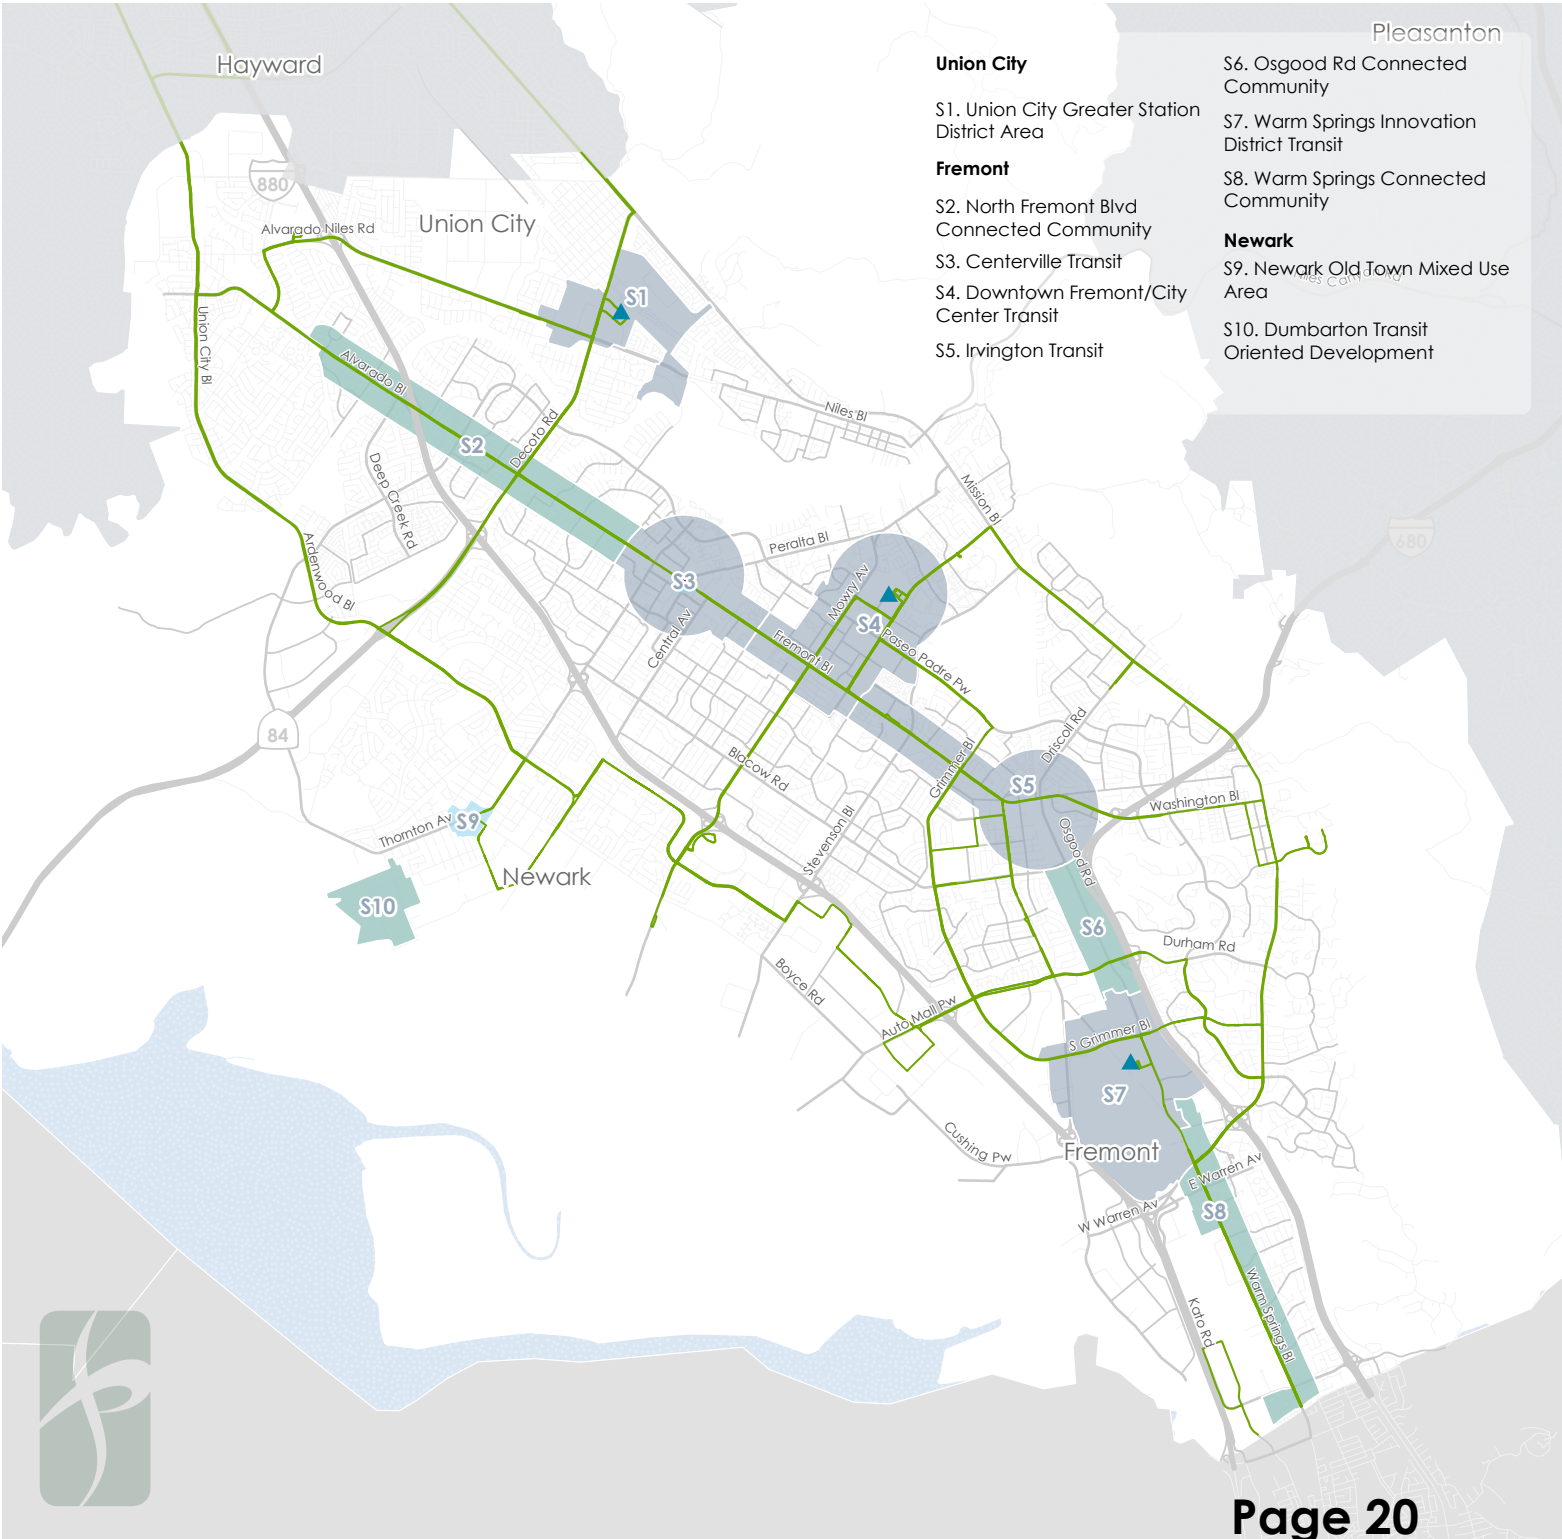 Pleasanton
Hayward
Union City
S1. Union City Greater Station
District Area
Fremont
S2. North Fremont Blvd
Connected Community
S3. Centerville Transit
S4. Downtown Fremont/City
Center Transit
S5. Irvington Transit
S6. Osgood Rd Connected
Community
S7. Warm Springs Innovation
District Transit
S8. Warm Springs Connected
Community
Newark
S9. Newark Old Town Mixed Use
Area
S10. Dumbarton Transit
Oriented Development
Niles Canyon Rd
880
Union City
Alvarado Niles Rd
S1
Union City Bl
Alvarado Bl
Niles Bl
Decoto Rd
S2
Deep Creek Rd
Mission Bl
680
Ardenwood Bl
Peralta Bl
S3
Mowry Av
S4
Central Av
Fremont Bl
Paseo Padre Pw
84
Driscoll Rd
Blacow Rd
Grimmer Bl
S5
Washington Bl
S9
Thornton Av
Stevenson Bl
Osgood Rd
Newark
S10
S6
Durham Rd
Boyce Rd
Auto Mall Pw
S Grimmer Bl
S7
Cushing Pw
Fremont
E Warren Av
W Warren Av
S8
Warm Springs Bl
Kato Rd
Page 20